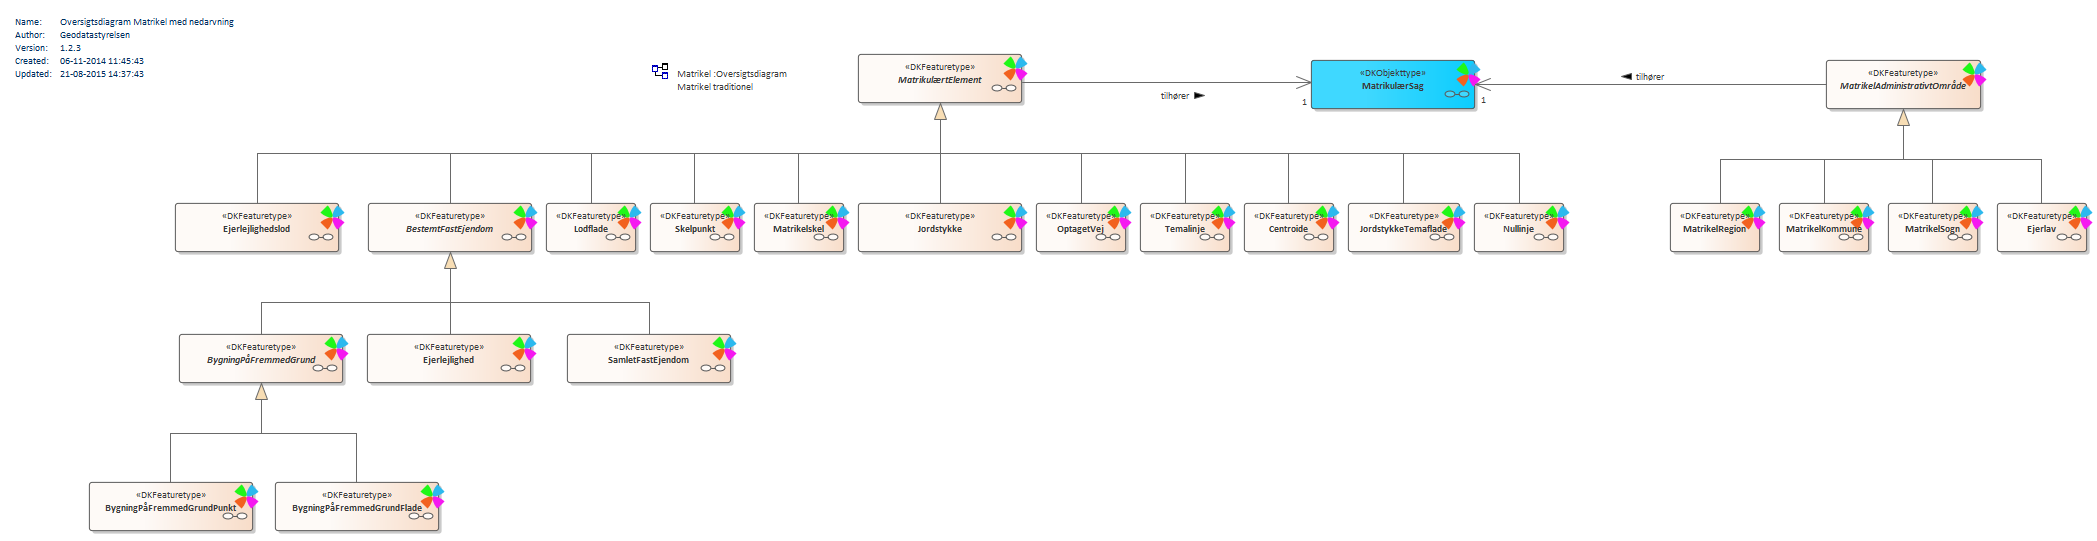 Name: Oversigtsdiagram Matrikel med nedarvning
Author: Geodatastyrelsen
Version: 1.2.3
Created: 06-11-2014 11:45:43
Updated: 21-08-2015 14:37:43
Matrikel :Oversigtsdiagram
Matrikel traditionel
«DKFeaturetype»
MatrikulærtElement
tilhører
1
«DKObjekttype»
MatrikulærSag
1
tilhører
«DKFeaturetype»
MatrikelAdministrativtOmråde
«DKFeaturetype»
Ejerlejlighedslod
«DKFeaturetype»
BestemtFastEjendom
«DKFeaturetype»
Lodflade
«DKFeaturetype»
Skelpunkt
«DKFeaturetype»
Matrikelskel
«DKFeaturetype»
Jordstykke
«DKFeaturetype»
OptagetVej
«DKFeaturetype»
Temalinje
«DKFeaturetype»
Centroide
«DKFeaturetype»
JordstykkeTemaflade
«DKFeaturetype»
Nullinje
«DKFeaturetype»
MatrikelRegion
«DKFeaturetype»
MatrikelKommune
«DKFeaturetype»
MatrikelSogn
«DKFeaturetype»
Ejerlav
«DKFeaturetype»
BygningPåFremmedGrund
«DKFeaturetype»
Ejerlejlighed
«DKFeaturetype»
SamletFastEjendom
«DKFeaturetype»
BygningPåFremmedGrundPunkt
«DKFeaturetype»
BygningPåFremmedGrundFlade